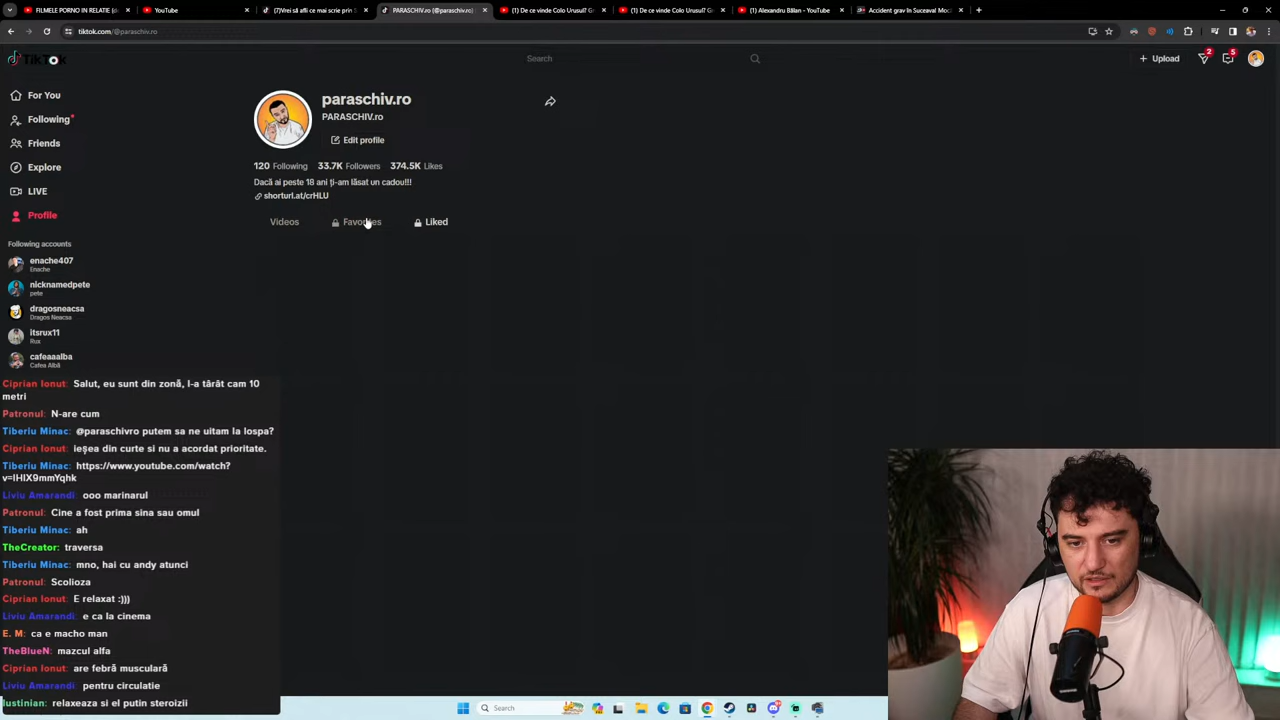 FILMELE PORNO IN RELATIE (d
YouTube
(7)Vrei să afli ce mai scrie prin
PARASCHIV.ro (@paraschiv.ro)
(1) De ce vinde Colo Ursusul? G
(1) De ce vinde Colo Ursusul? G
(1) Alexandru Bălan - YouTube
Accident grav în Suceava! Moc
tiktok.com/@paraschiv.ro
TikTok
Search
Upload
2
5
For You
Following
Friends
Explore
LIVE
Profile
Following accounts
enache407
Enache
nicknamedpete
pete
dragosneacsa
Dragos Neacsa
itsrux11
Rux
cafeaaalba
Cafea Albă
paraschiv.ro
PARASCHIV.ro
Edit profile
120 Following 33.7K Followers 374.5K Likes
Dacă ai peste 18 ani ți-am lăsat un cadou!!!
shorturl.at/crHLU
Videos
Favorites
Liked
Ciprian Ionut: Salut, eu sunt din zonă, l-a târât cam 10
metri
Patronul: N-are cum
Tiberiu Minac: @paraschivro putem sa ne uitam la lospa?
Ciprian Ionut: ieșea din curte si nu a acordat prioritate.
Tiberiu Minac: https://www.youtube.com/watch?
v=IHIX9mmYqhk
Liviu Amarandi: ooo marinarul
Patronul: Cine a fost prima sina sau omul
Tiberiu Minac: ah
TheCreator: traversa
Tiberiu Minac: mno, hai cu andy atunci
Patronul: Scolioza
Ciprian Ionut: E relaxat :)))
Liviu Amarandi: e ca la cinema
E. M: ca e macho man
TheBlueN: mazcul alfa
Ciprian Ionut: are febră musculară
Liviu Amarandi: pentru circulatie
Iustinian: relaxeaza si el putin steroizii
Search